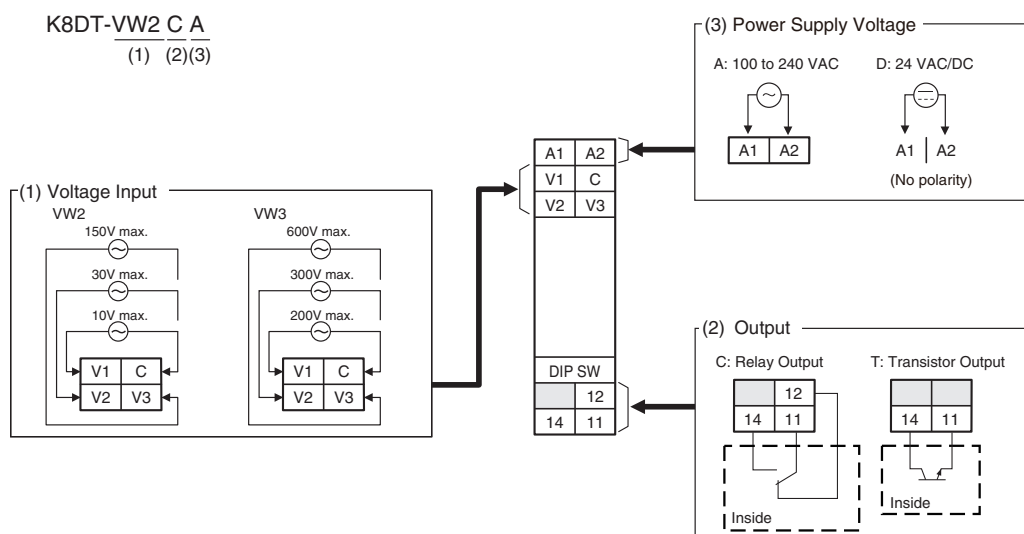 K8DT-VW2 C A
(1) (2)(3)
(3) Power Supply Voltage
A: 100 to 240 VAC
D: 24 VAC/DC
A1 A2
A1 A2
(No polarity)
(1) Voltage Input
VW2
150V max.
30V max.
10V max.
V1 C
V2 V3
VW3
600V max.
300V max.
200V max.
V1 C
V2 V3
A1 A2
V1 C
V2 V3
DIP SW
12
14 11
(2) Output
C: Relay Output
12
14 11
Inside
T: Transistor Output
14 11
Inside